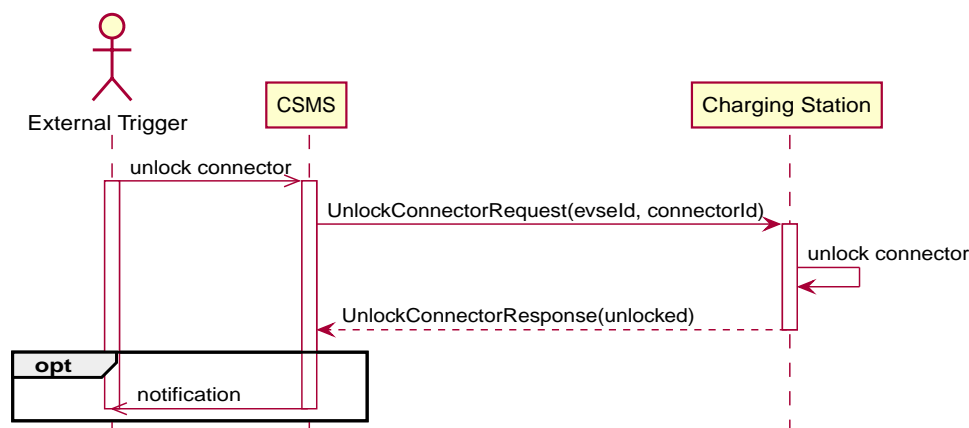 External Trigger
CSMS
Charging Station
unlock connector
UnlockConnectorRequest(evseId, connectorId)
unlock connector
UnlockConnectorResponse(unlocked)
opt
notification